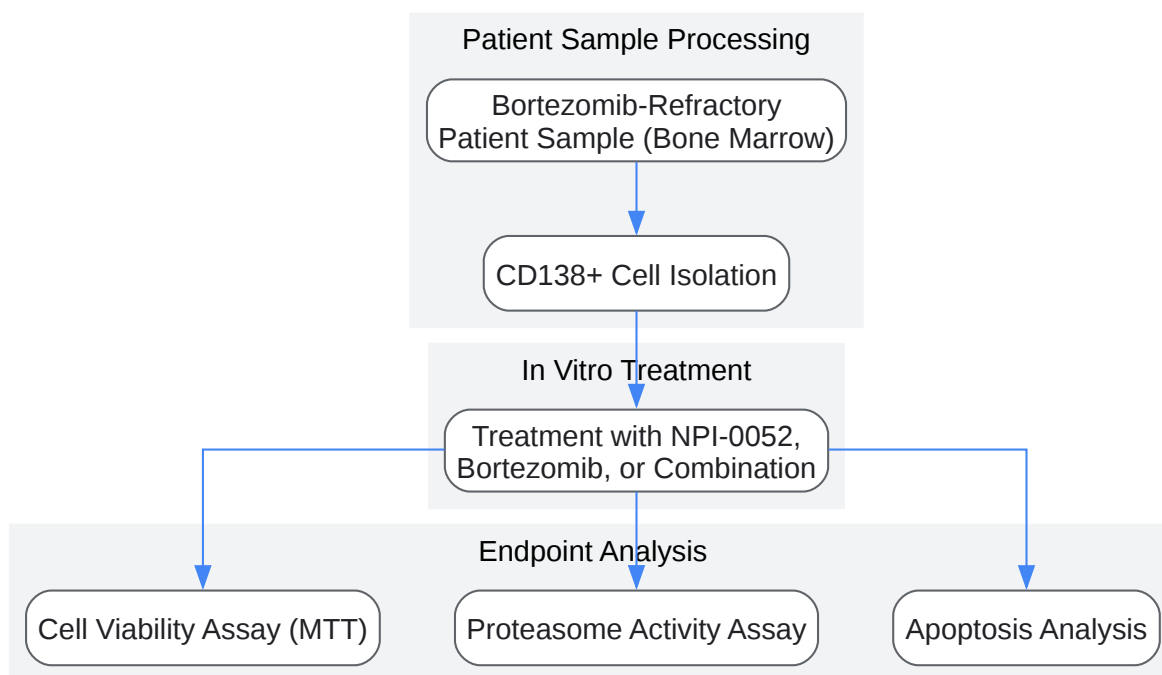 Patient Sample Processing
Bortezomib-Refractory
Patient Sample (Bone Marrow)
CD138+ Cell Isolation
In Vitro Treatment
Treatment with NPI-0052,
Bortezomib, or Combination
Endpoint Analysis
Cell Viability Assay (MTT)
Proteasome Activity Assay
Apoptosis Analysis